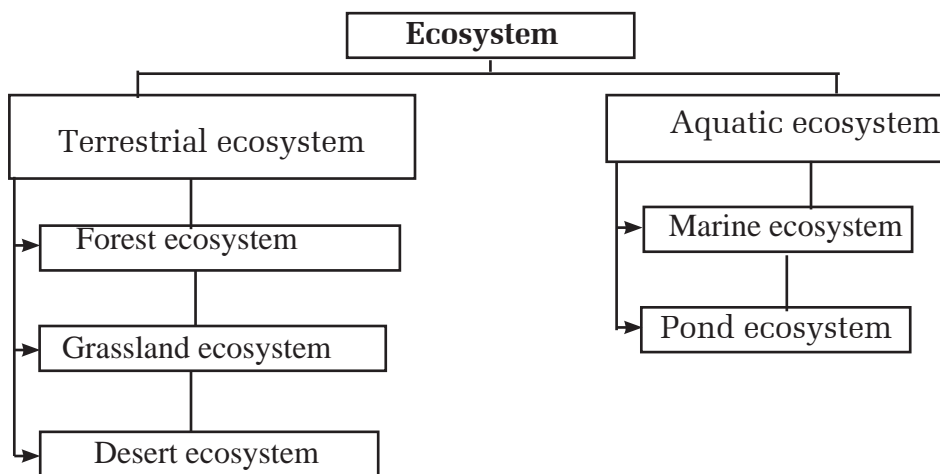 Ecosystem
Terrestrial ecosystem
Aquatic ecosystem
Forest ecosystem
Marine ecosystem
Grassland ecosystem
Pond ecosystem
Desert ecosystem